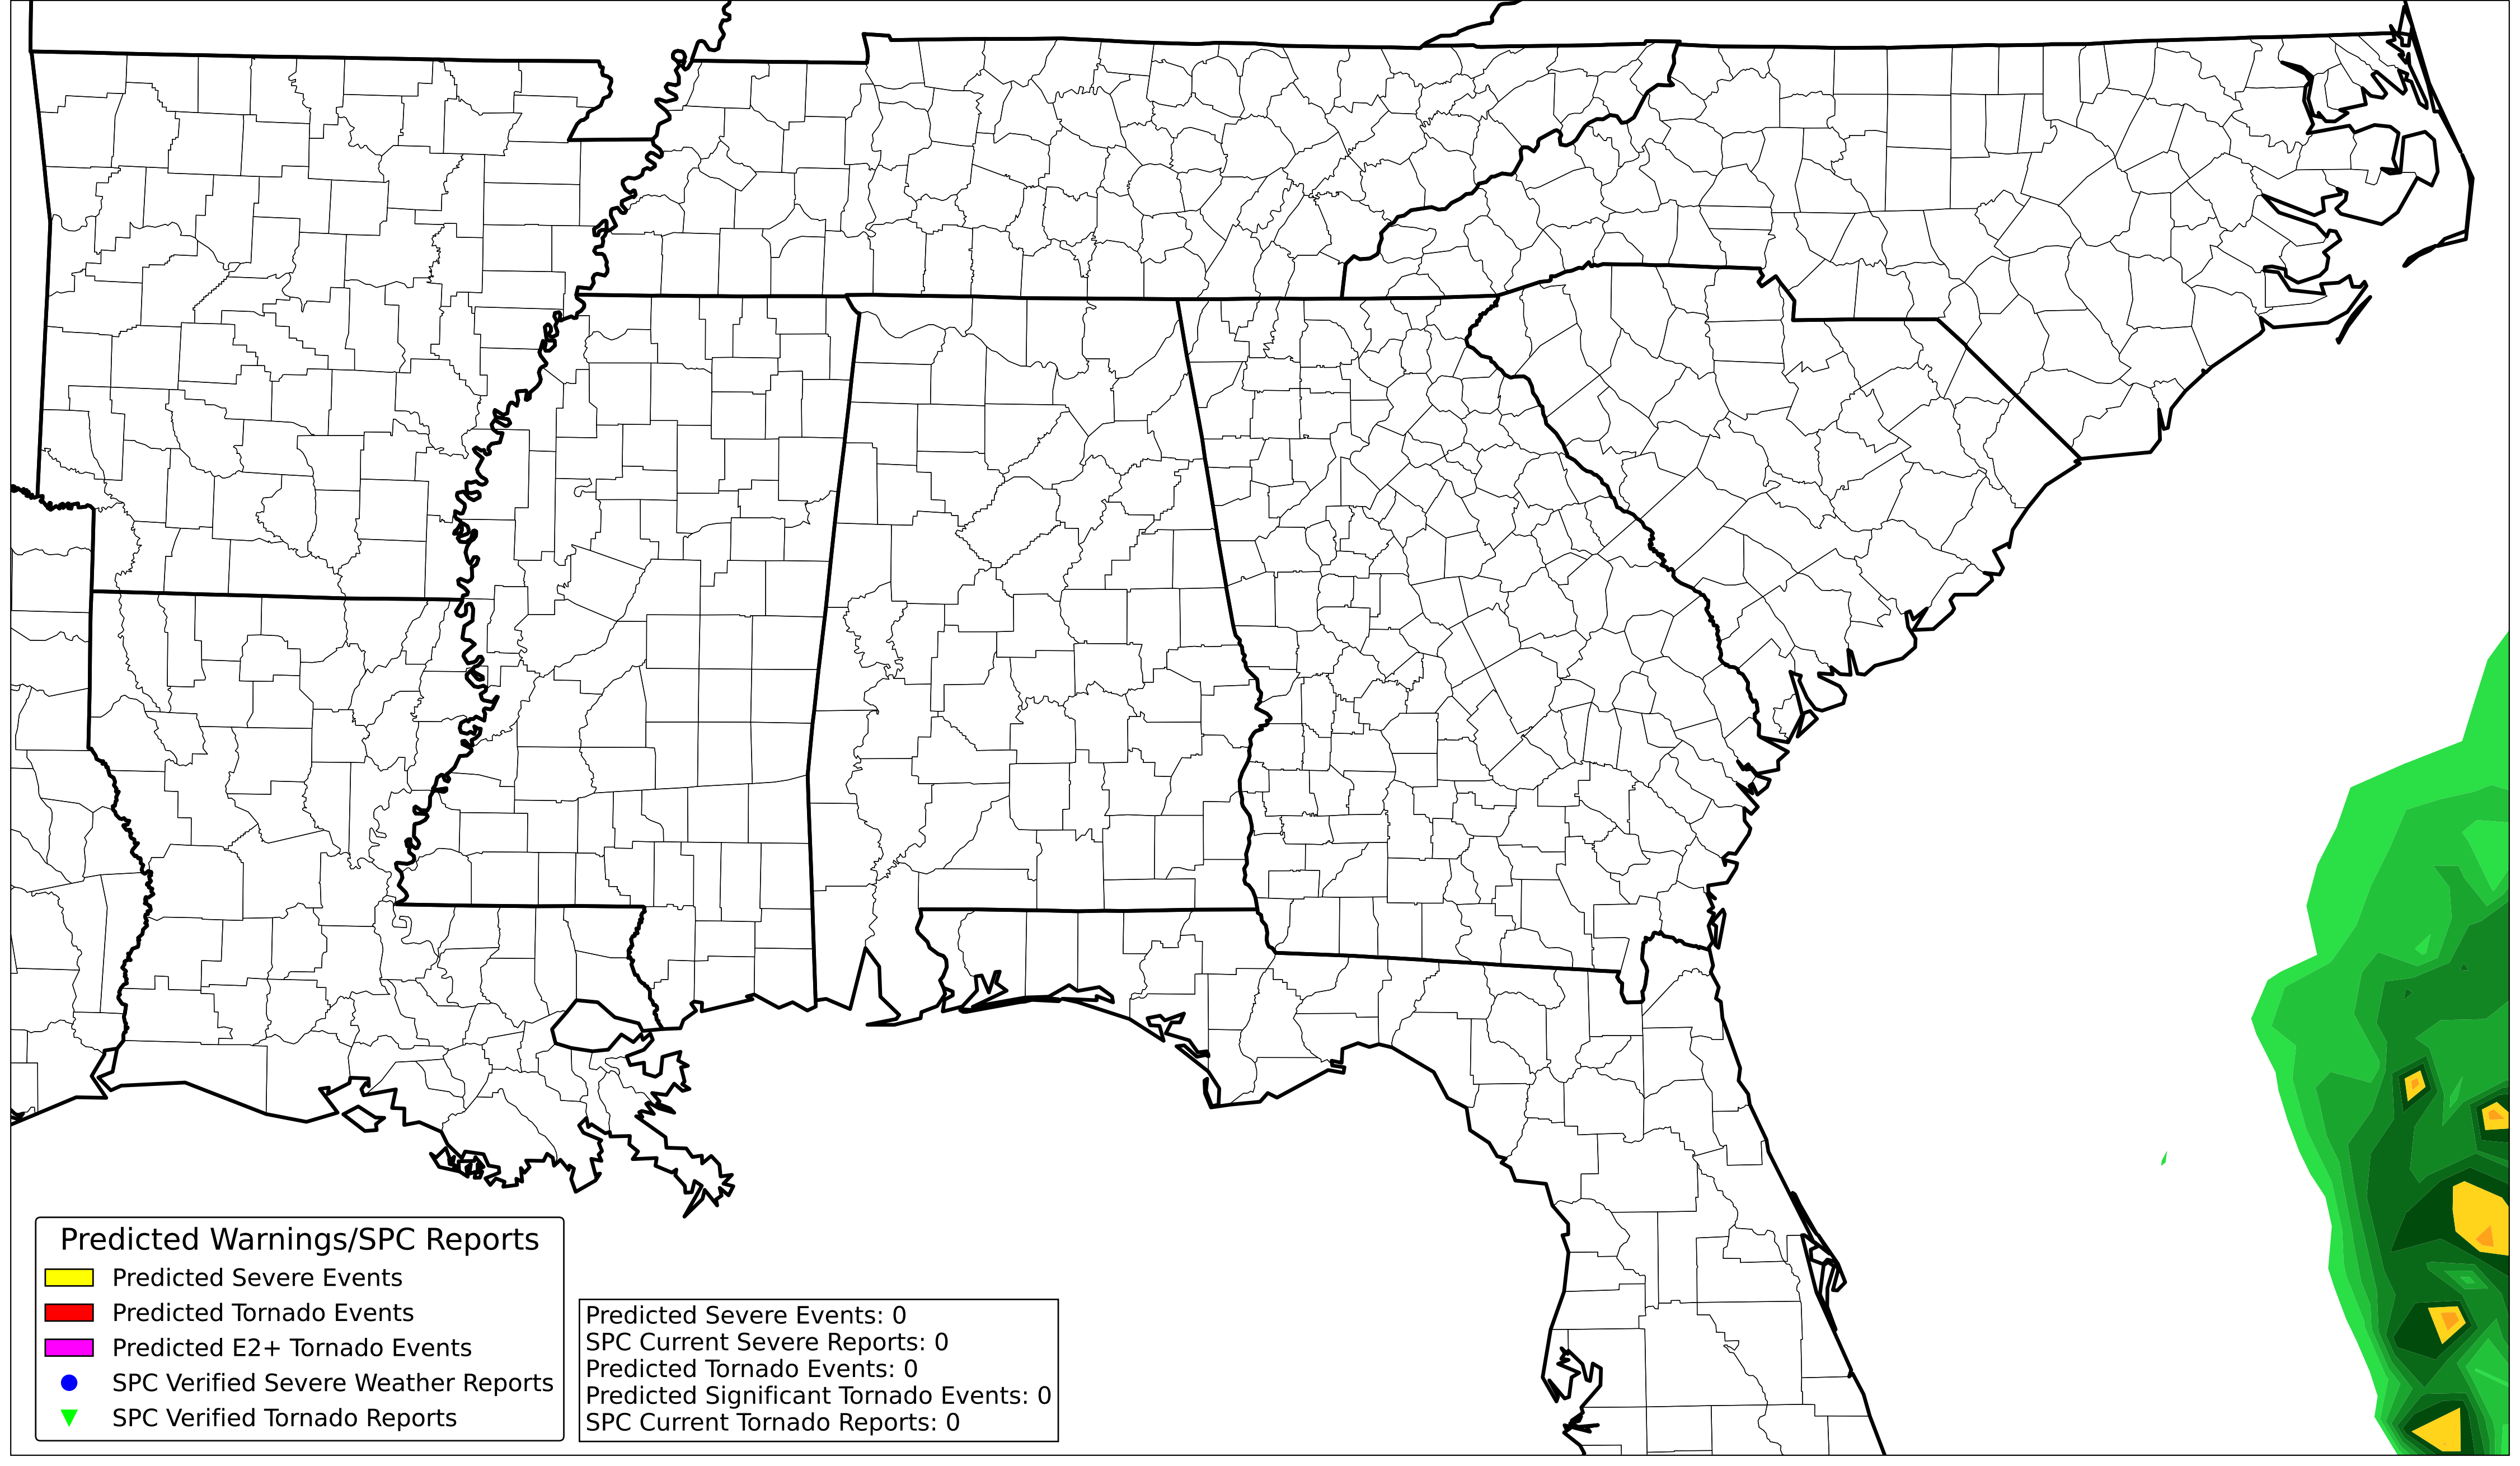 Predicted Warnings/SPC Reports
Predicted Severe Events
Predicted Tornado Events
Predicted E2+ Tornado Events
SPC Verified Severe Weather Reports
SPC Verified Tornado Reports
Predicted Severe Events: 0
SPC Current Severe Reports: 0
Predicted Tornado Events: 0
Predicted Significant Tornado Events: 0
SPC Current Tornado Reports: 0